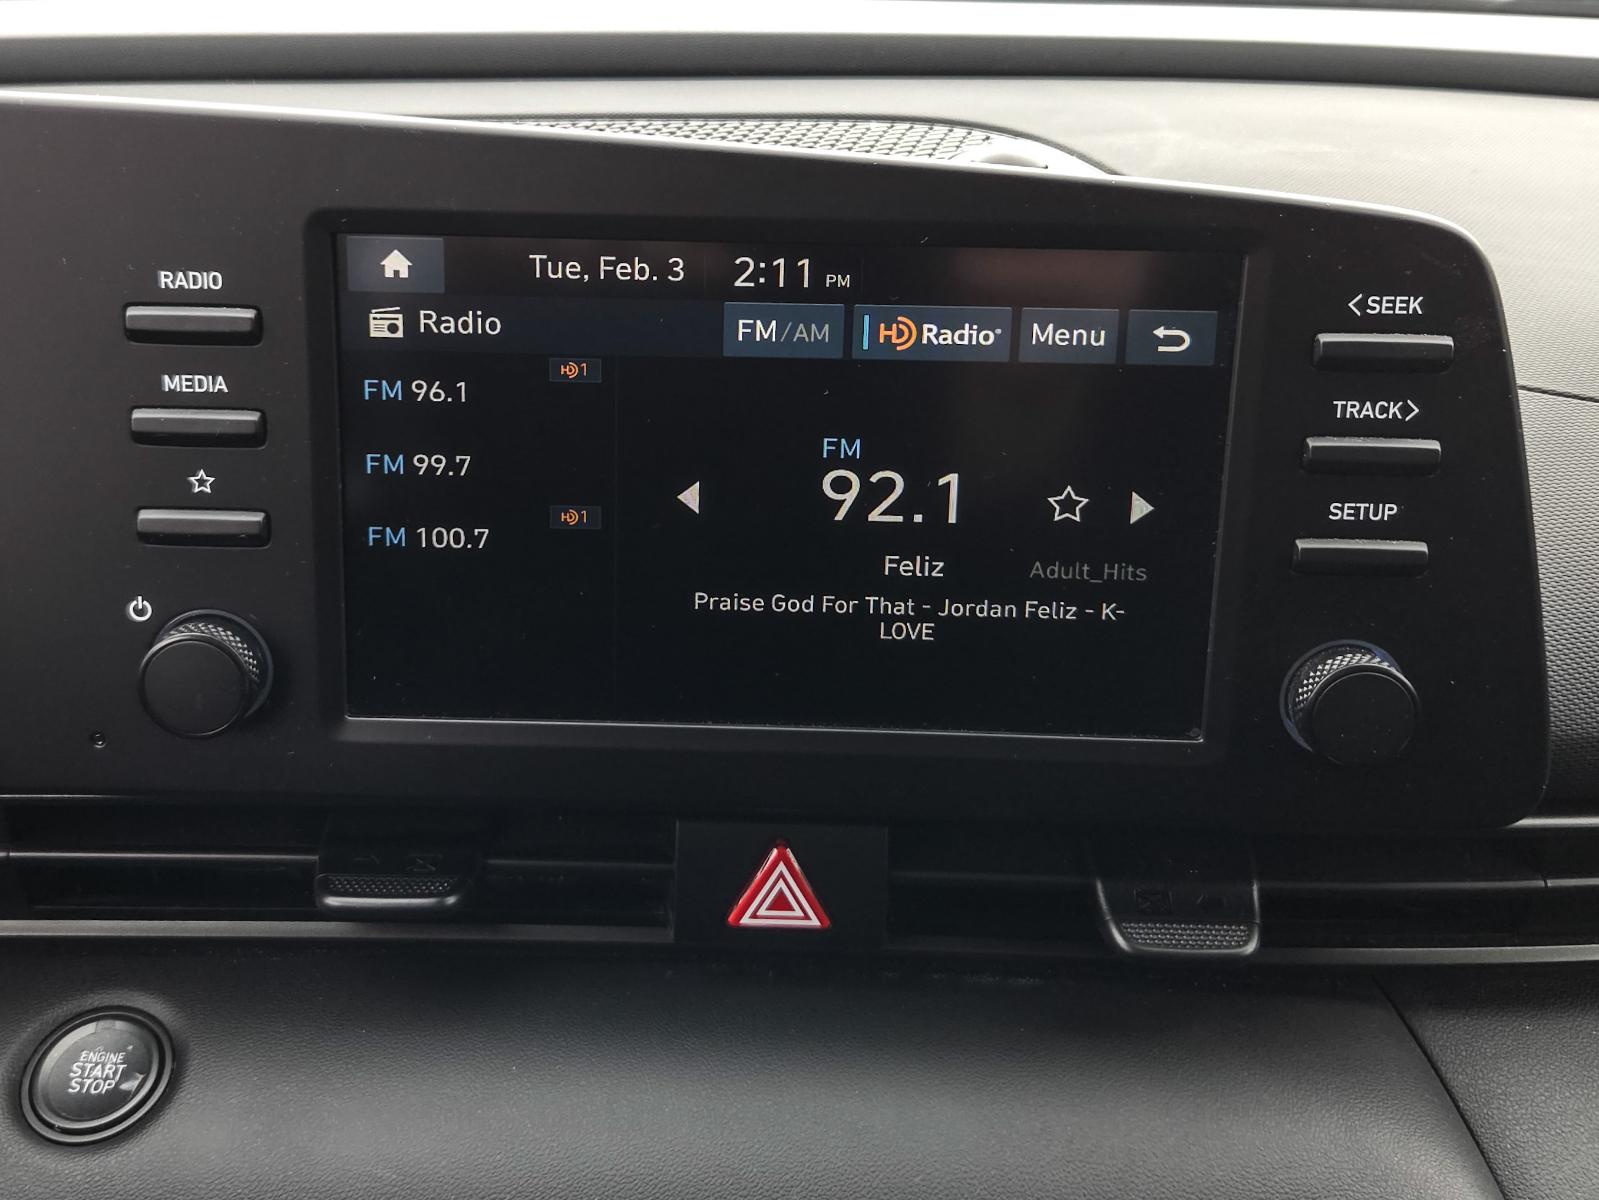 RADIO
MEDIA
Tue, Feb. 3 2:11 PM
Radio FM/AM HD Radio® Menu
FM 96.1 HD1
FM 99.7
FM 100.7 HD1
FM
92.1
Feliz Adult_Hits
Praise God For That - Jordan Feliz - K-
LOVE
<SEEK
TRACK>
SETUP
ENGINE
START
STOP